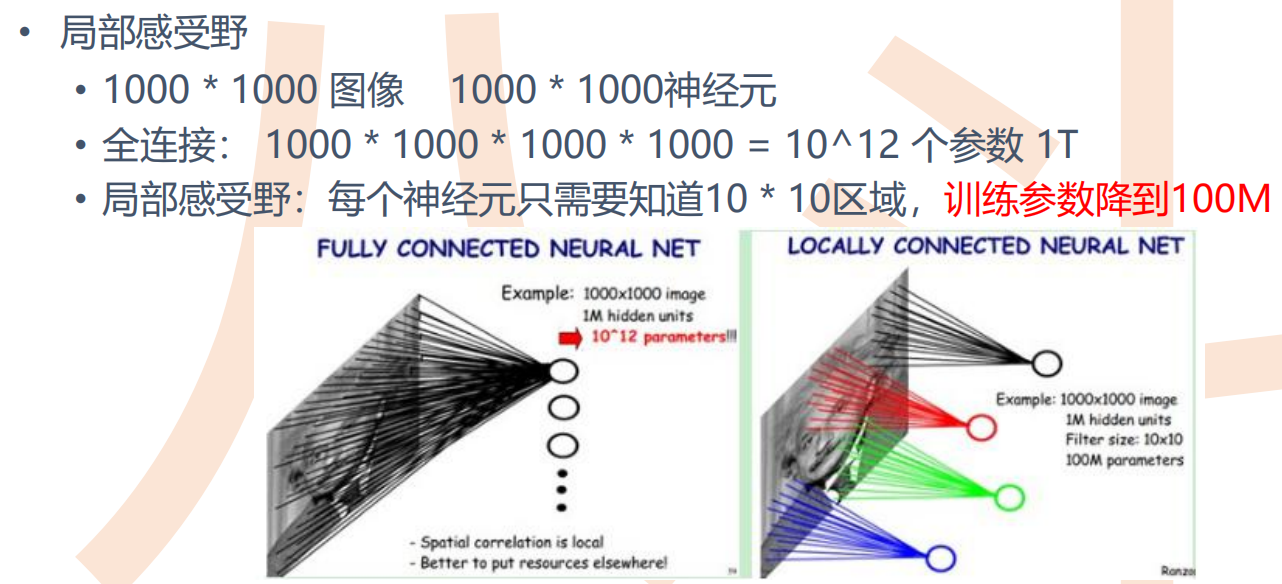 • 局部感受野
• 1000 * 1000 图像 1000 * 1000神经元
• 全连接： 1000 * 1000 * 1000 * 1000 = 10^12 个参数 1T
• 局部感受野：每个神经元只需要知道10 * 10区域，训练参数降到100M
FULLY CONNECTED NEURAL NET
Example: 1000x1000 image
1M hidden units
10^12 parameters!!!
- Spatial correlation is local
- Better to put resources elsewhere!
LOCALLY CONNECTED NEURAL NET
Example: 1000x1000 image
1M hidden units
Filter size: 10x10
100M parameters
Ranzo